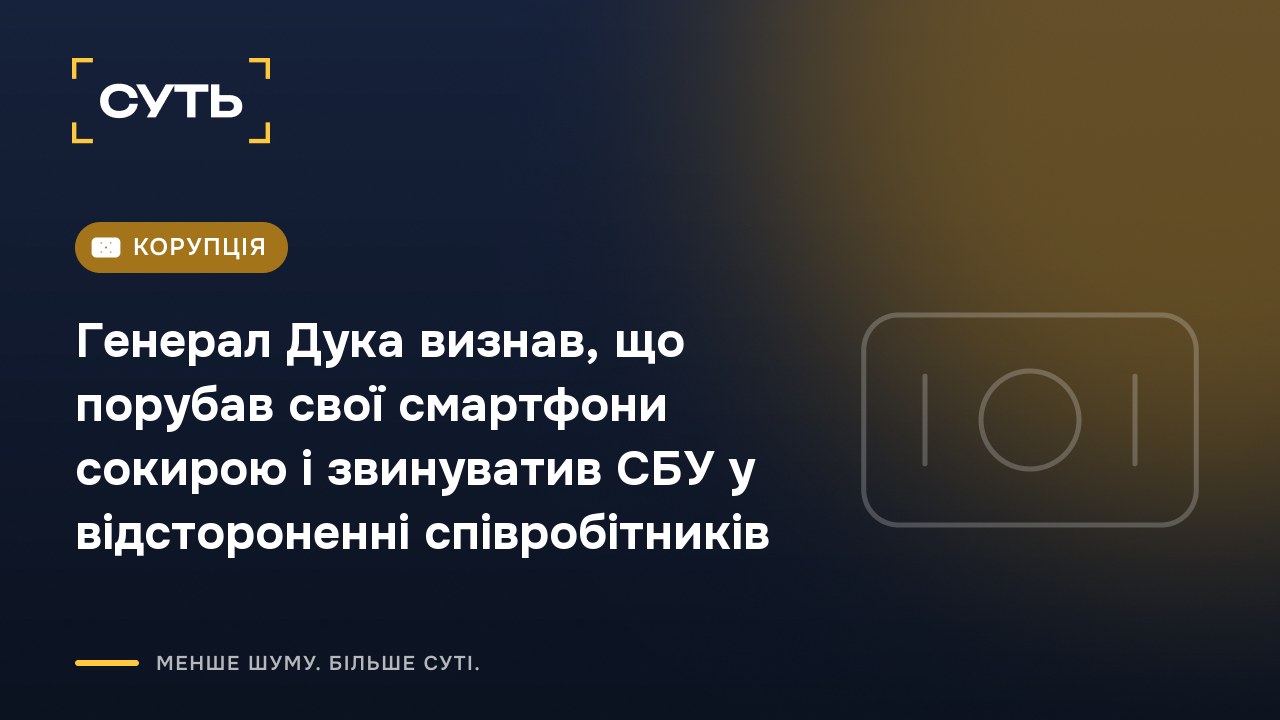 СУТЬ
КОРУПЦІЯ
Генерал Дука визнав, що
порубав свої смартфони
сокирою і звинуватив СБУ у
відстороненні співробітників
МЕНШЕ ШУМУ. БІЛЬШЕ СУТІ.